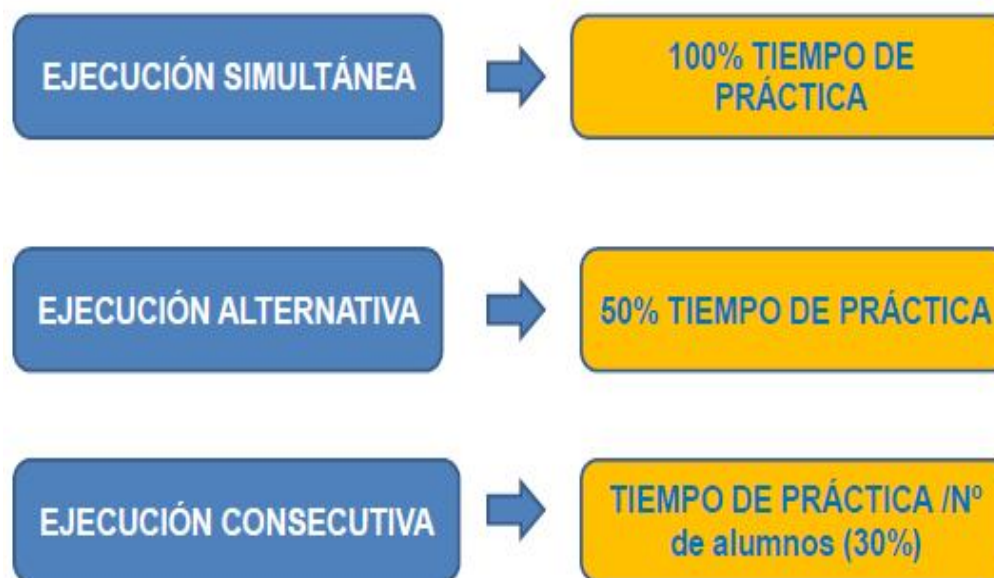 EJECUCIÓN SIMULTÁNEA
100% TIEMPO DE
PRÁCTICA
EJECUCIÓN ALTERNATIVA
50% TIEMPO DE PRÁCTICA
EJECUCIÓN CONSECUTIVA
TIEMPO DE PRÁCTICA /Nº
de alumnos (30%)